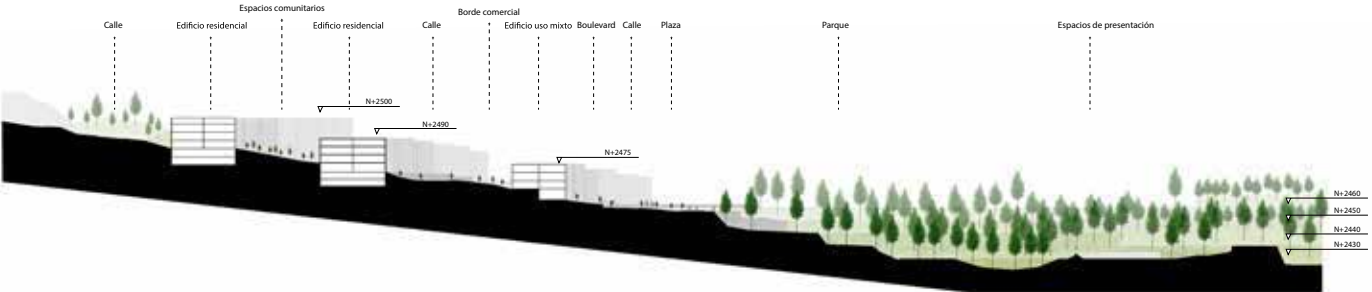 Espacios comunitarios
Borde comercial
Calle
Edificio residencial
Edificio residencial
Calle
Edificio uso mixto
Boulevard
Calle
Plaza
Parque
Espacios de presentación
N+2500
N+2490
N+2475
N+2460
N+2450
N+2440
N+2430